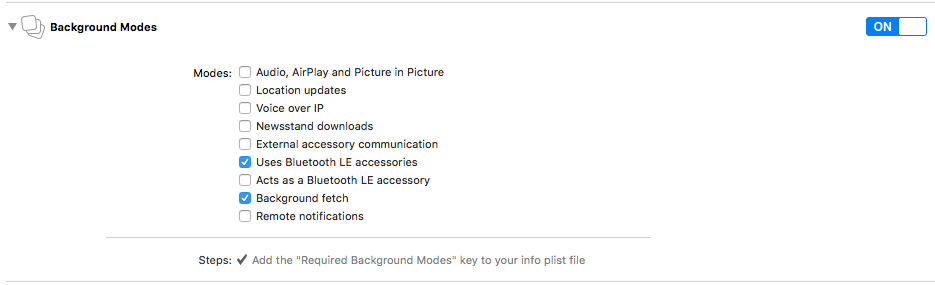 Background Modes ON
Modes: Audio, AirPlay and Picture in Picture
Location updates
Voice over IP
Newsstand downloads
External accessory communication
Uses Bluetooth LE accessories
Acts as a Bluetooth LE accessory
Background fetch
Remote notifications
Steps: Add the "Required Background Modes" key to your info plist file